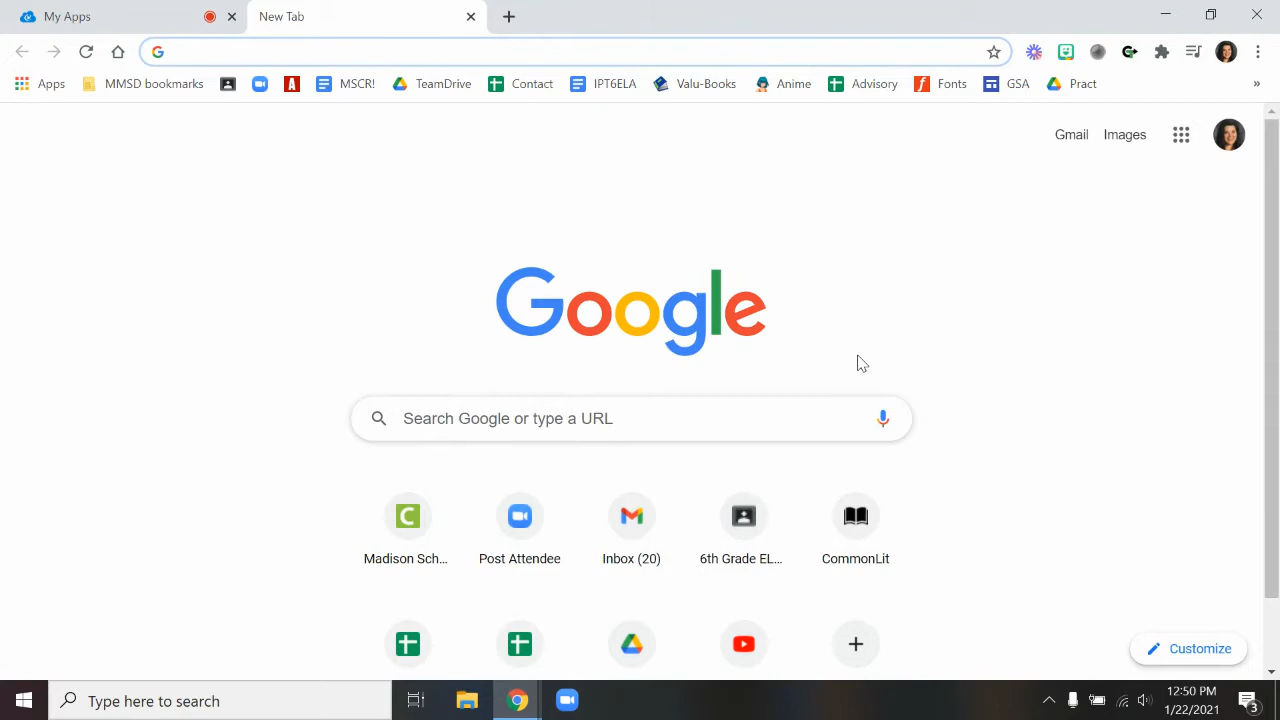 My Apps
New Tab
Apps
MMSD bookmarks
MSCR!
TeamDrive
Contact
IPT6ELA
Valu-Books
Anime
Advisory
Fonts
GSA
Pract
»
Gmail
Images
Google
Search Google or type a URL
Madison Sch...
Post Attendee
Inbox (20)
6th Grade EL...
CommonLit
Customize
Type here to search
12:50 PM
1/22/2021
3